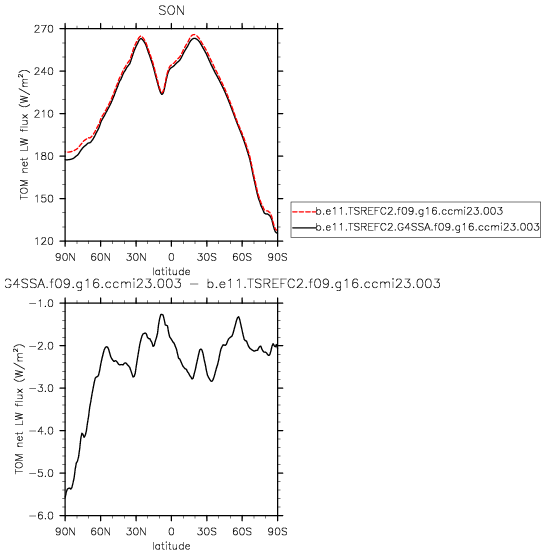 SON
270
240
210
180
150
120
TOM net LW flux (W/m²)
90N 60N 30N 0 30S 60S 90S
latitude
b.e11.TSREFC2.f09.g16.ccmi23.003
b.e11.TSREFC2.G4SSA.f09.g16.ccmi23.003
G4SSA.f09.g16.ccmi23.003 − b.e11.TSREFC2.f09.g16.ccmi23.003
−1.0
−2.0
−3.0
−4.0
−5.0
−6.0
TOM net LW flux (W/m²)
90N 60N 30N 0 30S 60S 90S
latitude